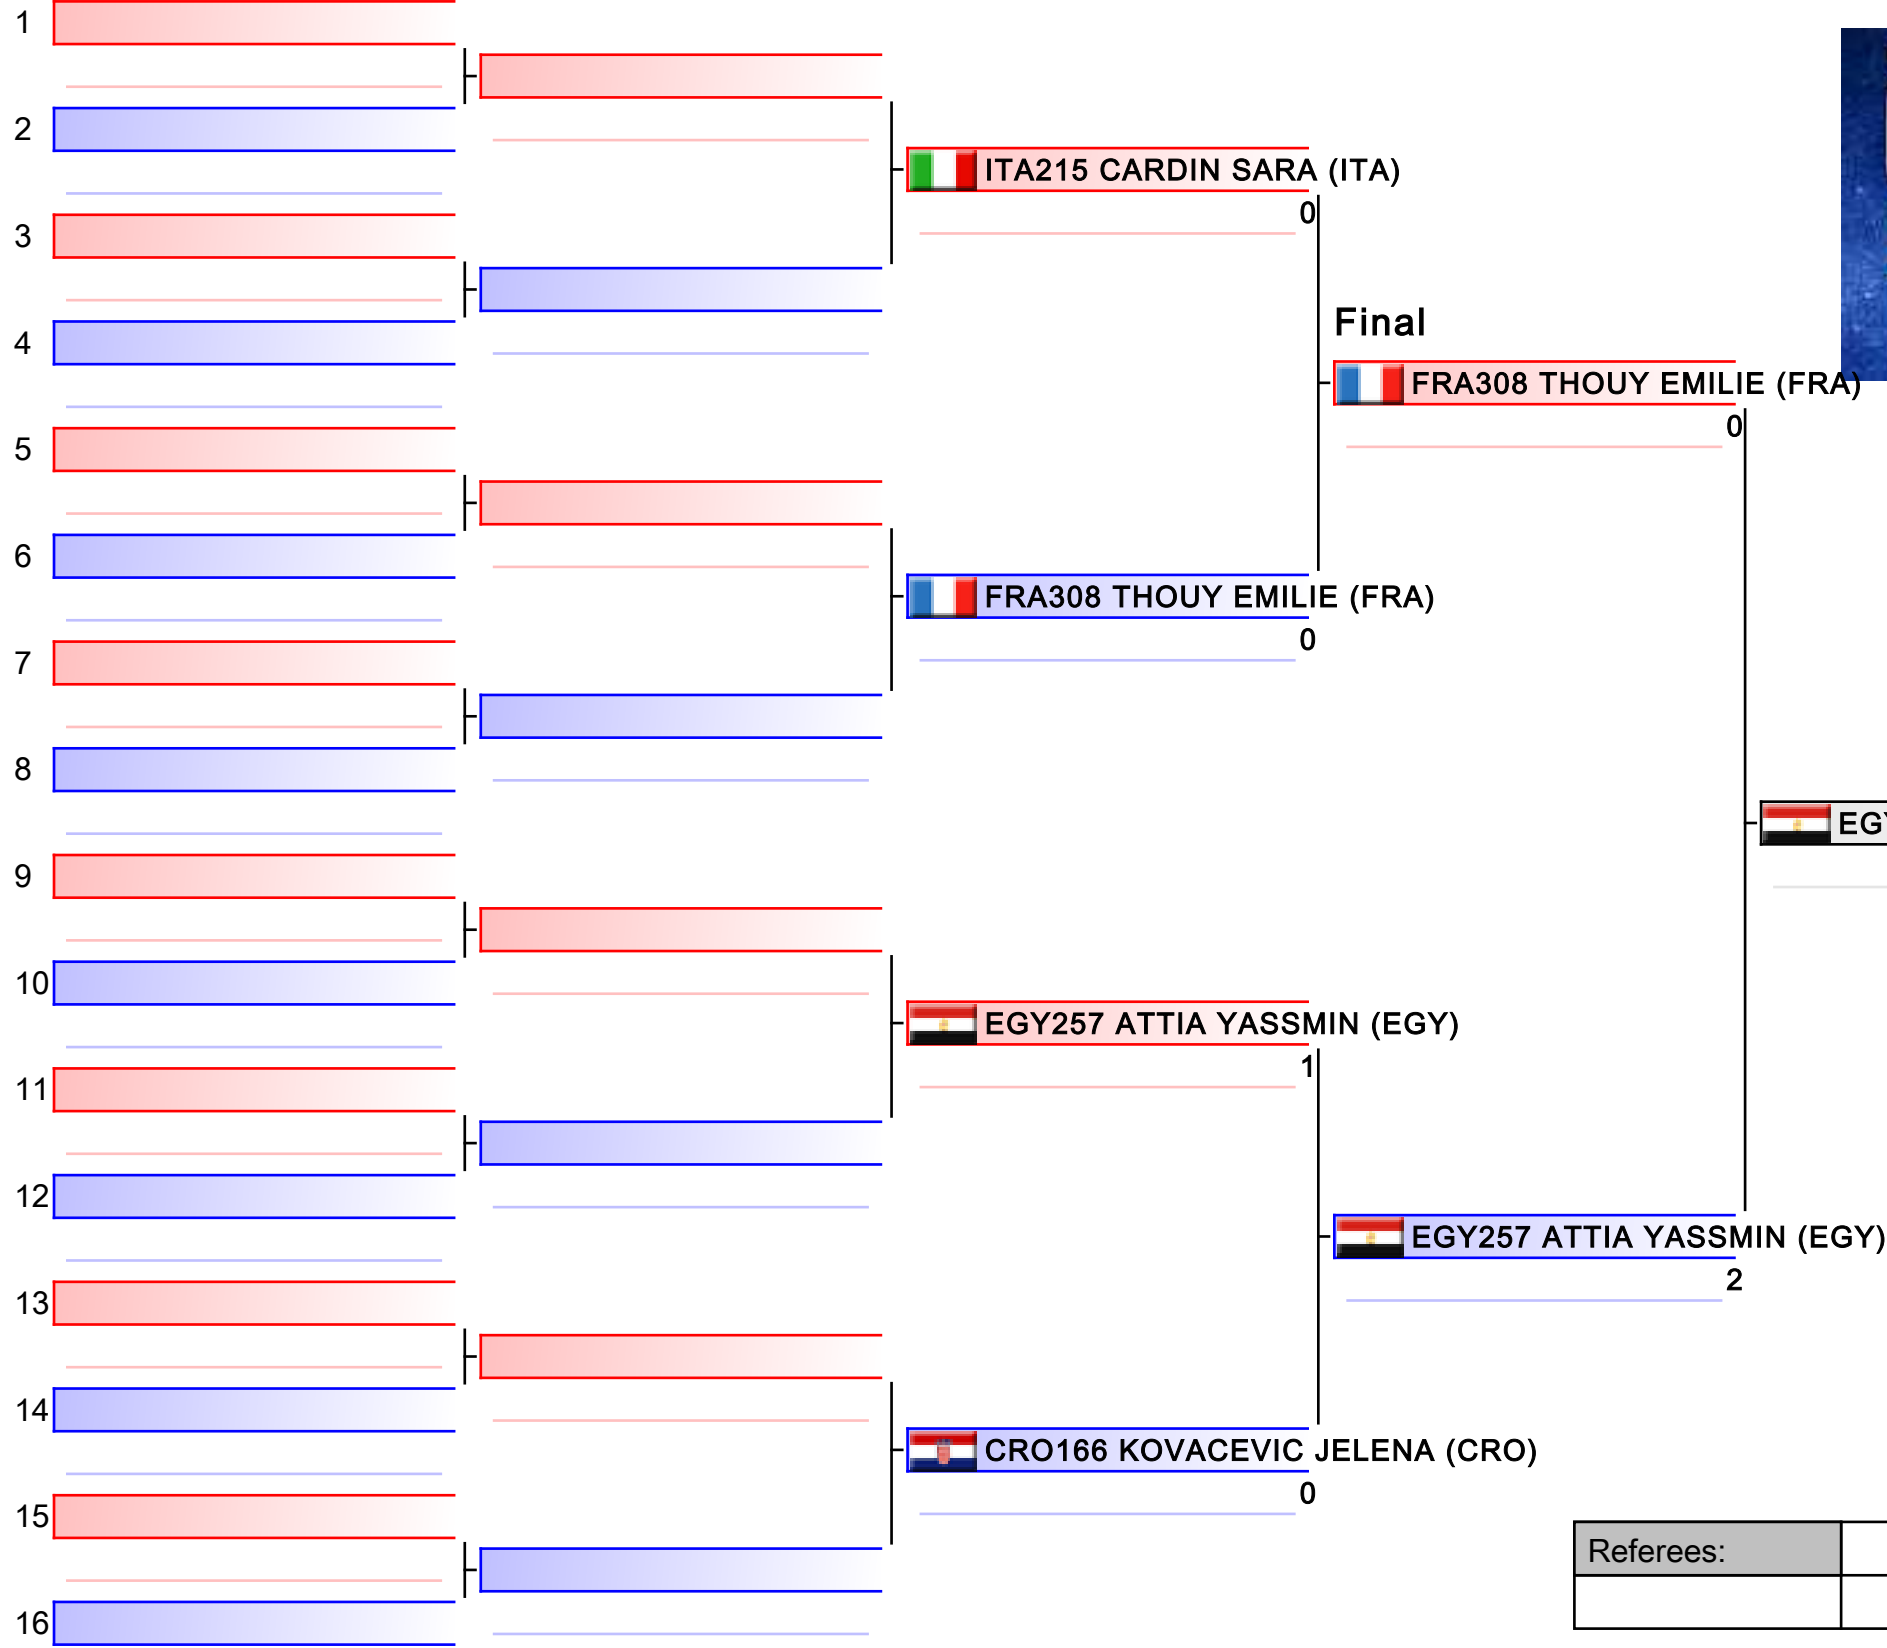 1
2
ITA215 CARDIN SARA (ITA)
0
3
Final
4
FRA308 THOUY EMILIE (FRA)
0
5
6
FRA308 THOUY EMILIE (FRA)
0
7
8
EGY
9
10
EGY257 ATTIA YASSMIN (EGY)
1
11
12
EGY257 ATTIA YASSMIN (EGY)
2
13
14
CRO166 KOVACEVIC JELENA (CRO)
0
15
Referees:
16